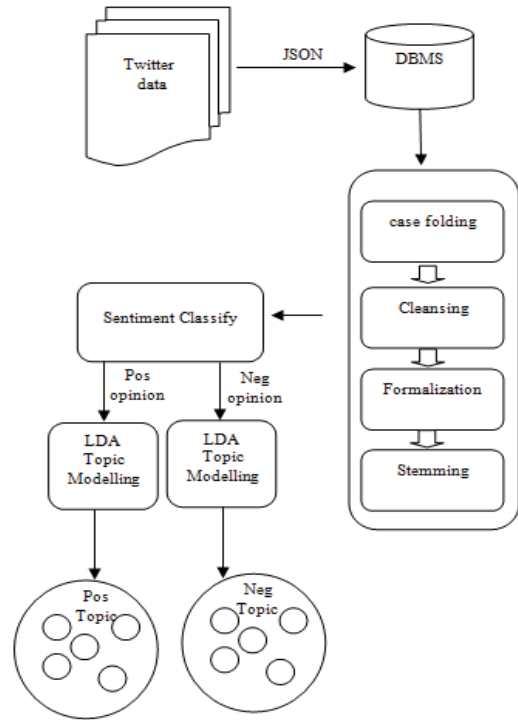 Twitter
data
JSON
DBMS
case folding
Cleansing
Formalization
Stemming
Sentiment Classify
Pos
opinion
Neg
opinion
LDA
Topic
Modelling
LDA
Topic
Modelling
Pos
Topic
Neg
Topic